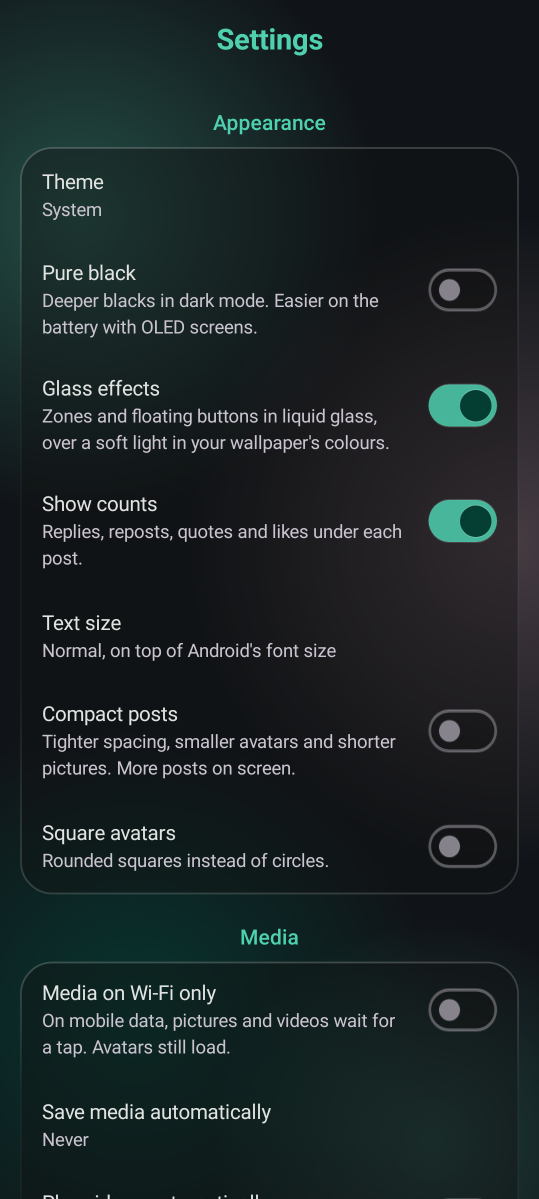 Settings
Appearance
Theme
System
Pure black
Deeper blacks in dark mode. Easier on the
battery with OLED screens.
Glass effects
Zones and floating buttons in liquid glass,
over a soft light in your wallpaper's colours.
Show counts
Replies, reposts, quotes and likes under each
post.
Text size
Normal, on top of Android's font size
Compact posts
Tighter spacing, smaller avatars and shorter
pictures. More posts on screen.
Square avatars
Rounded squares instead of circles.
Media
Media on Wi-Fi only
On mobile data, pictures and videos wait for
a tap. Avatars still load.
Save media automatically
Never